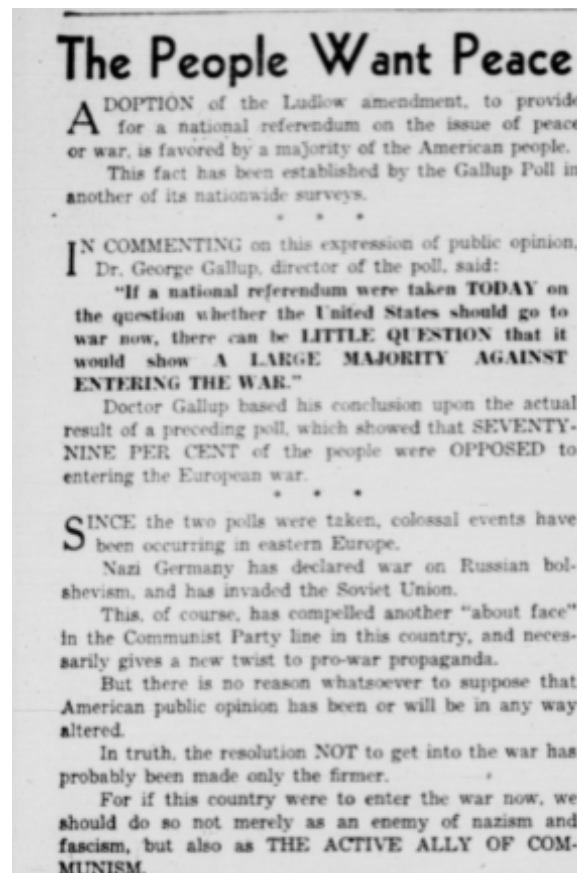 The People Want Peace
ADOPTION of the Ludlow amendment, to provide
for a national referendum on the issue of peace
or war, is favored by a majority of the American people.
This fact has been established by the Gallup Poll in
another of its nationwide surveys.
* * *
IN COMMENTING on this expression of public opinion,
Dr. George Gallup, director of the poll, said:
"If a national referendum were taken TODAY on
the question whether the United States should go to
war now, there can be LITTLE QUESTION that it
would show A LARGE MAJORITY AGAINST
ENTERING THE WAR."
Doctor Gallup based his conclusion upon the actual
result of a preceding poll, which showed that SEVENTY-
NINE PER CENT of the people were OPPOSED to
entering the European war.
* * *
SINCE the two polls were taken, colossal events have
been occurring in eastern Europe.
Nazi Germany has declared war on Russian bol-
shevism, and has invaded the Soviet Union.
This, of course, has compelled another "about face"
in the Communist Party line in this country, and neces-
sarily gives a new twist to pro-war propaganda.
But there is no reason whatsoever to suppose that
American public opinion has been or will be in any way
altered.
In truth, the resolution NOT to get into the war has
probably been made only the firmer.
For if this country were to enter the war now, we
should do so not merely as an enemy of nazism and
fascism, but also as THE ACTIVE ALLY OF COM-
MUNISM.